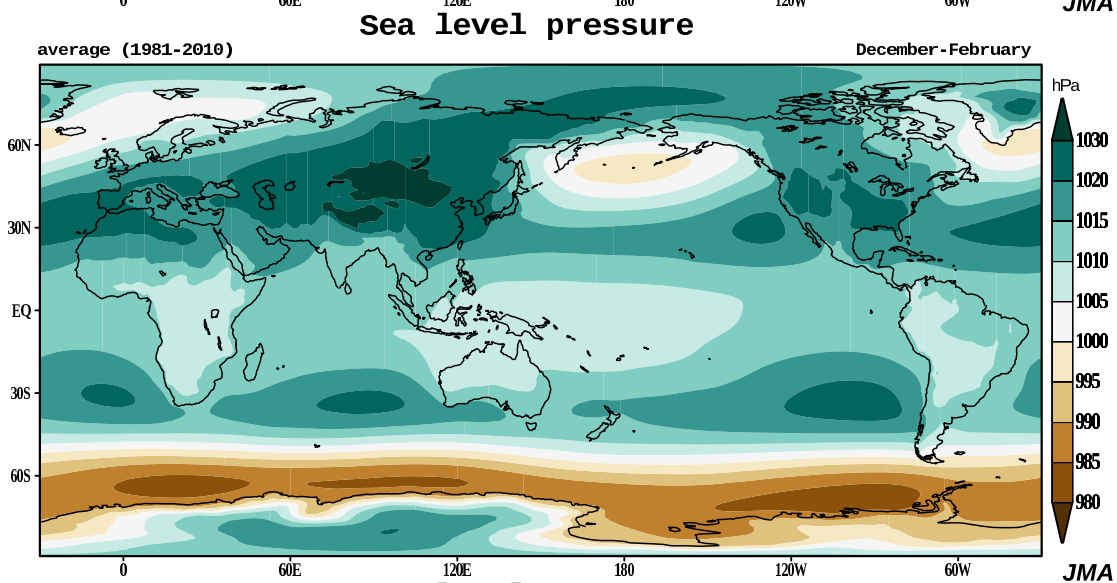 0 60E 120E 180 120W 60W JMA
Sea level pressure
average (1981-2010) December-February
hPa
60N
30N
EQ
30S
60S
1030
1020
1015
1010
1005
1000
995
990
985
980
0 60E 120E 180 120W 60W
JMA